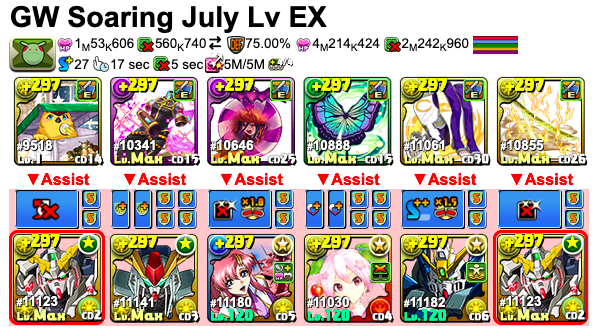 GW Soaring July Lv EX
HP 1M53K606 560K740 DEF 75.00% HP 4M214K424 2M242K960
S 27 17 sec 5 sec 5M/5M
+297 E +297 E +297 E +297 E +297 E +297 E
#9518 #10341 #10646 #10888 #11061 #10855
Lv.1 CD14 Lv.Max CD15 Lv.Max CD25 Lv.Max CD15 Lv.Max CD30 Lv.Max CD26
▼Assist ▼Assist ▼Assist ▼Assist ▼Assist ▼Assist
S S S S ×1.8 S S S S S++ ×1.5 S S
S S S S S S S S S S
+297 +297 +297 +297 +297 +297
#11123 #11141 #11180 #11030 #11182 #11123
Lv.Max CD2 Lv.Max CD3 Lv.120 CD5 Lv.120 CD4 Lv.120 CD6 Lv.Max CD2